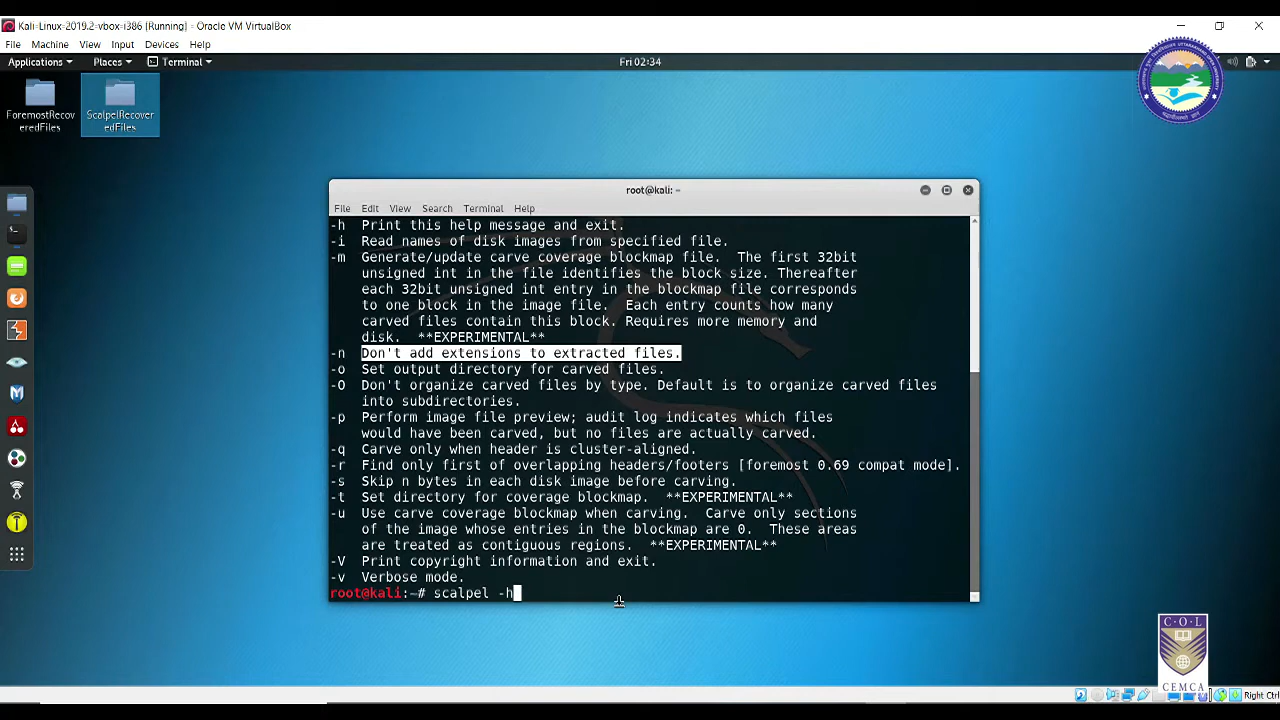 Kali-Linux-2019.2-vbox-i386 [Running] - Oracle VM VirtualBox
File Machine View Input Devices Help
Applications Places Terminal Fri 02:34
ForemostRecoveredFiles
ScalpelRecoveredFiles
root@kali: ~
File Edit View Search Terminal Help
-h Print this help message and exit.
-i Read names of disk images from specified file.
-m Generate/update carve coverage blockmap file. The first 32bit
unsigned int in the file identifies the block size. Thereafter
each 32bit unsigned int entry in the blockmap file corresponds
to one block in the image file. Each entry counts how many
carved files contain this block. Requires more memory and
disk. **EXPERIMENTAL**
-n Don't add extensions to extracted files.
-o Set output directory for carved files.
-O Don't organize carved files by type. Default is to organize carved files
into subdirectories.
-p Perform image file preview; audit log indicates which files
would have been carved, but no files are actually carved.
-q Carve only when header is cluster-aligned.
-r Find only first of overlapping headers/footers [foremost 0.69 compat mode].
-s Skip n bytes in each disk image before carving.
-t Set directory for coverage blockmap. **EXPERIMENTAL**
-u Use carve coverage blockmap when carving. Carve only sections
of the image whose entries in the blockmap are 0. These areas
are treated as contiguous regions. **EXPERIMENTAL**
-V Print copyright information and exit.
-v Verbose mode.
root@kali:~# scalpel -h
C·O·L
CEMCA
Right Ctrl